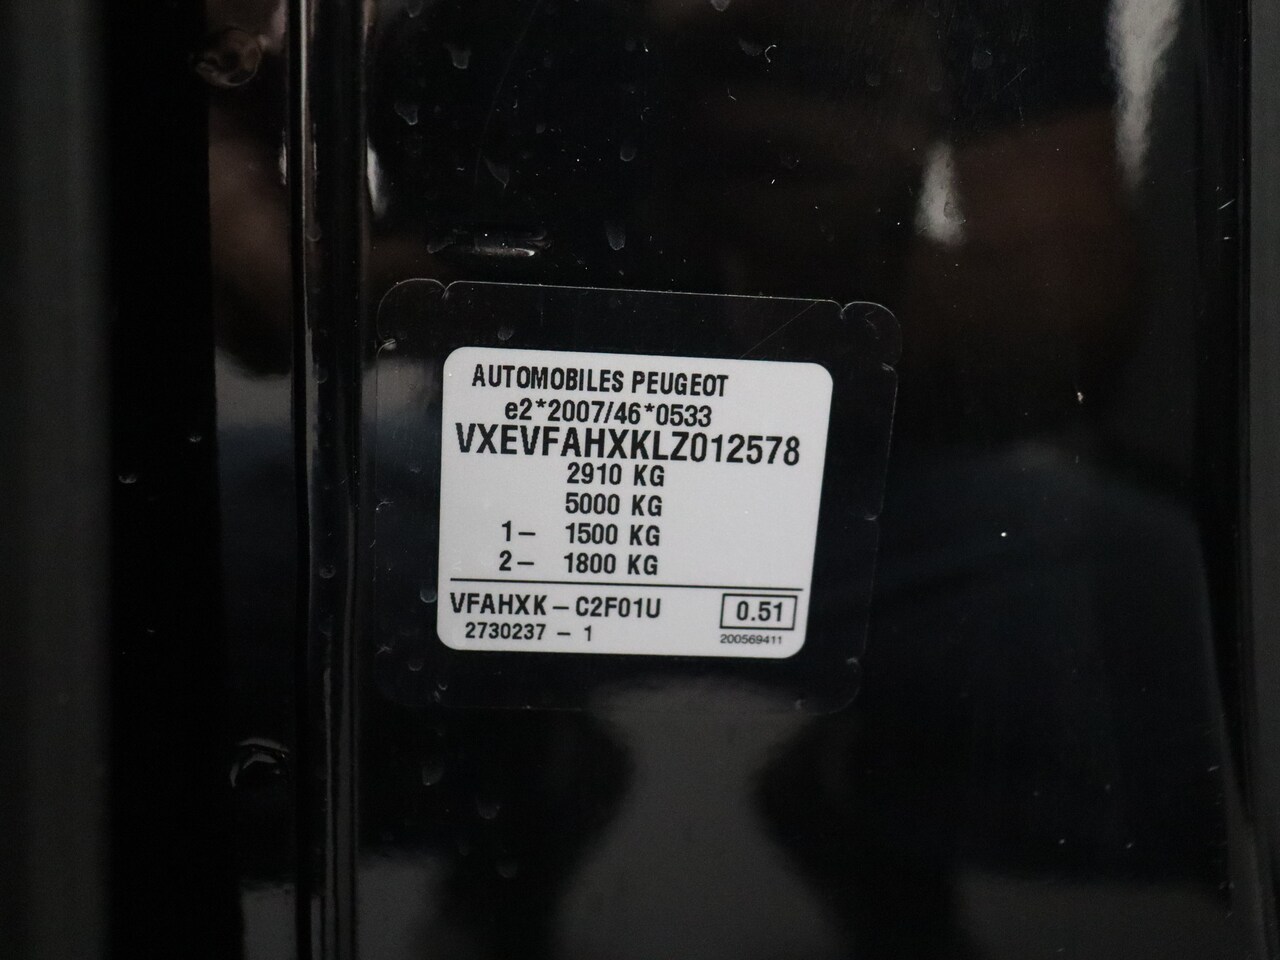 AUTOMOBILES PEUGEOT
e2*2007/46*0533
VXEVFAHXKLZ012578
2910 KG
5000 KG
1– 1500 KG
2– 1800 KG
VFAHXK – C2F01U 0.51
2730237 – 1 200569411